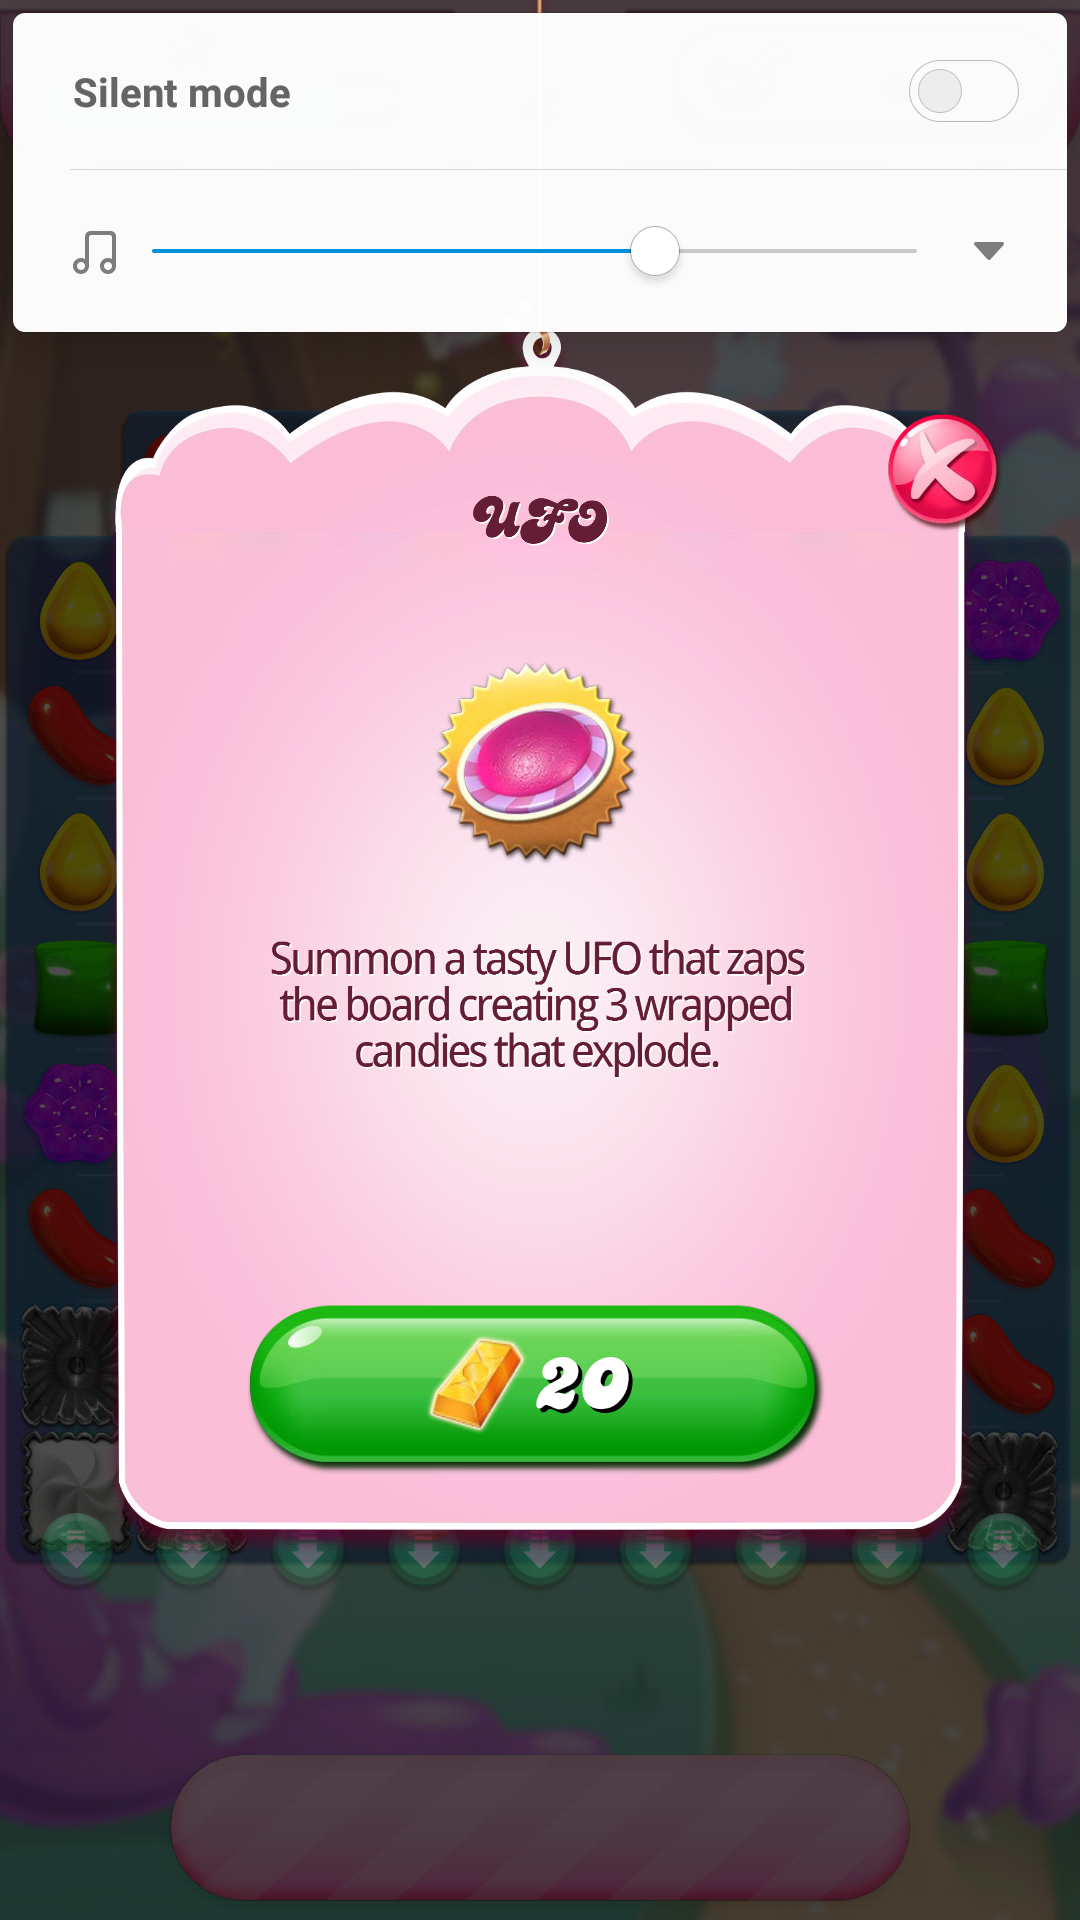 Silent mode
UFO
Summon a tasty UFO that zaps
the board creating 3 wrapped
candies that explode.
20